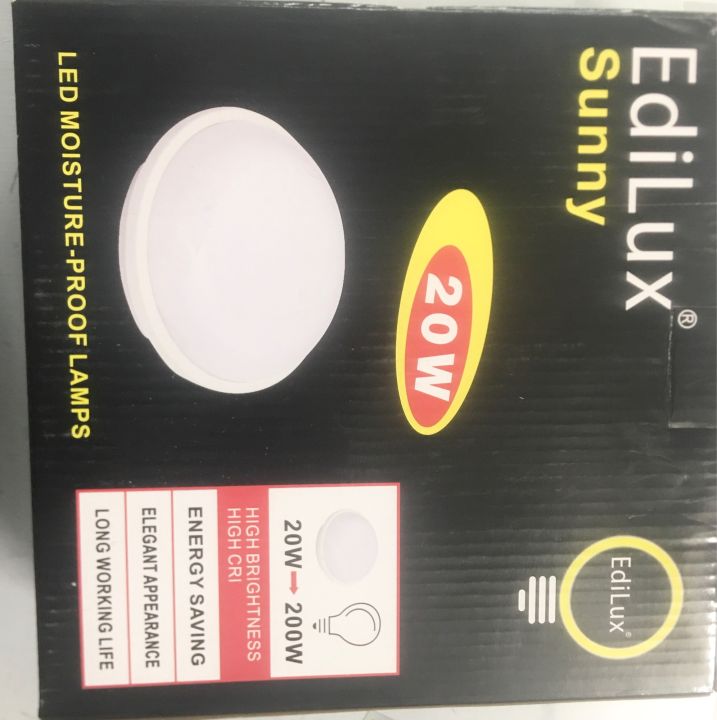 EdiLux®
Sunny
20W
LED MOISTURE-PROOF LAMPS
EdiLux®
20W → 200W
HIGH BRIGHTNESS
HIGH CRI
ENERGY SAVING
ELEGANT APPEARANCE
LONG WORKING LIFE